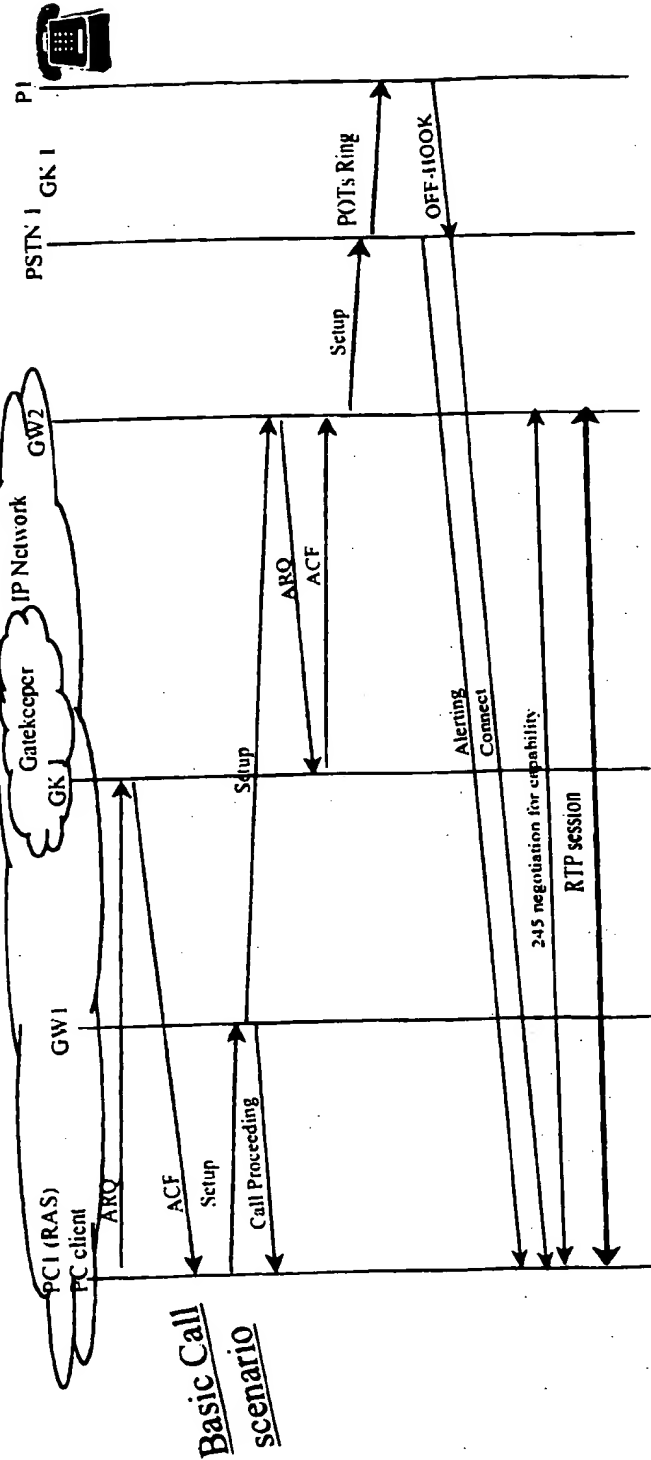 Basic Call
scenario
PC1 (RAS)
PC client
GW1
Gatekeeper
GK
IP Network
GW2
PSTN 1
GK 1
P1
ARQ
ACF
Setup
Call Proceeding
Setup
ARQ
ACF
Setup
POTs Ring
OFF-HOOK
Alerting
Connect
245 negotiation for capability
RTP session